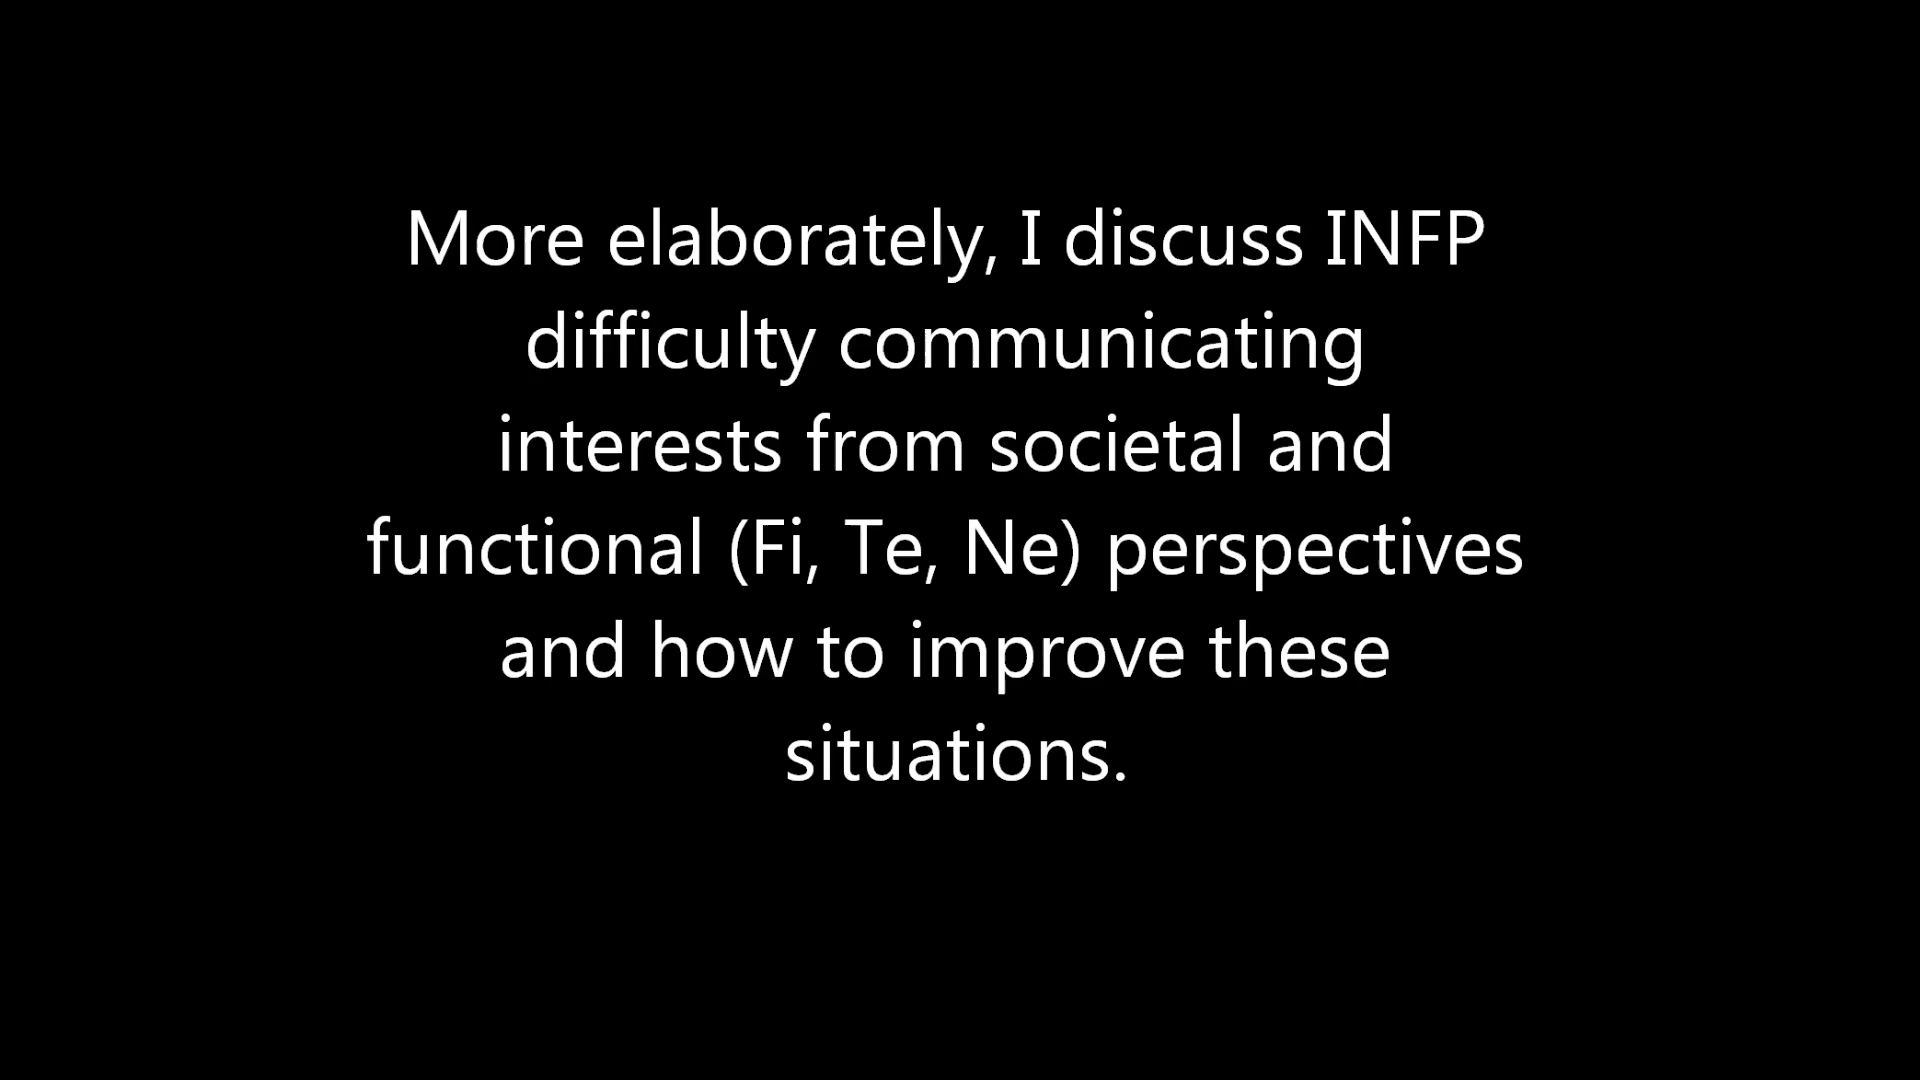 More elaborately, I discuss INFP
difficulty communicating
interests from societal and
functional (Fi, Te, Ne) perspectives
and how to improve these
situations.